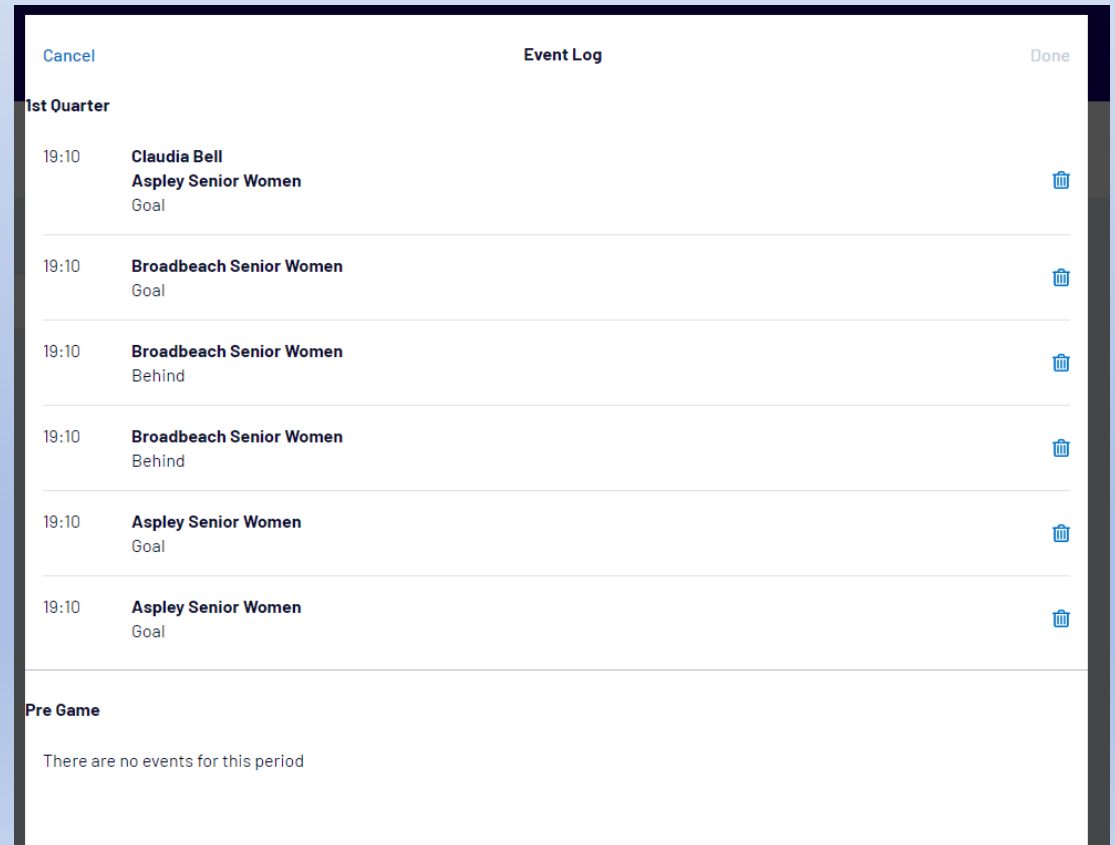 Cancel
Event Log
Done
1st Quarter
19:10
Claudia Bell
Aspley Senior Women
Goal
19:10
Broadbeach Senior Women
Goal
19:10
Broadbeach Senior Women
Behind
19:10
Broadbeach Senior Women
Behind
19:10
Aspley Senior Women
Goal
19:10
Aspley Senior Women
Goal
Pre Game
There are no events for this period